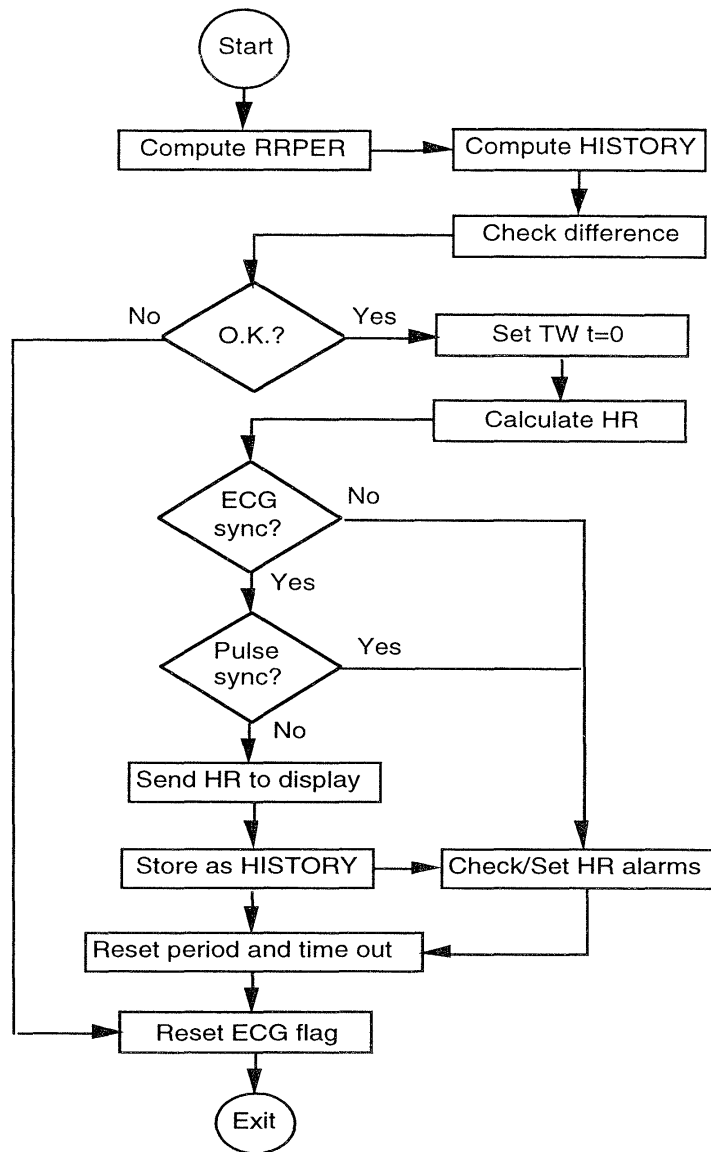 Start
Compute RRPER
Compute HISTORY
Check difference
No
O.K.?
Yes
Set TW t=0
Calculate HR
ECG
sync?
No
Yes
Pulse
sync?
Yes
No
Send HR to display
Store as HISTORY
Check/Set HR alarms
Reset period and time out
Reset ECG flag
Exit